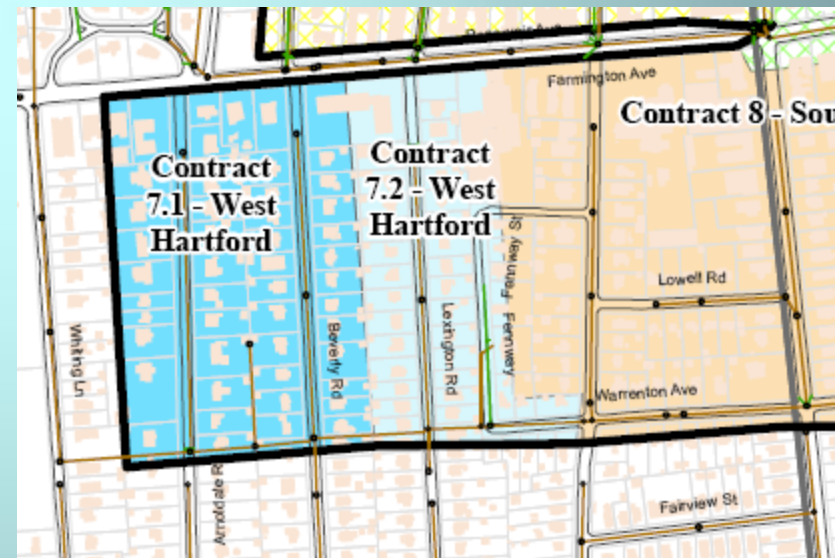 Farmington Ave
Contract 8 - Sou
Contract
7.1 - West
Hartford
Contract
7.2 - West
Hartford
Fernway St
Fernway
Lowell Rd
Whiting Ln
Beverly Rd
Lexington Rd
Warrenton Ave
Arnoldale R
Fairview St